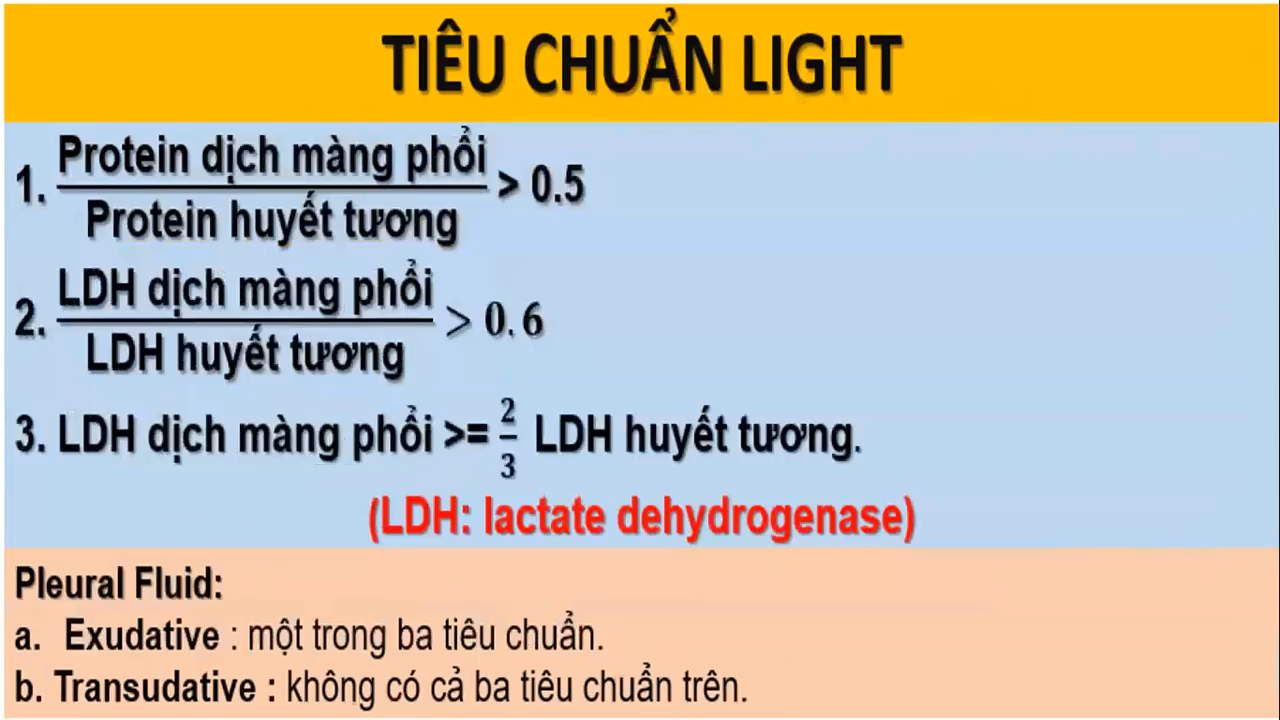 TIÊU CHUẨN LIGHT
1. Protein dịch màng phổi / Protein huyết tương > 0.5
2. LDH dịch màng phổi / LDH huyết tương > 0.6
3. LDH dịch màng phổi >= 2/3 LDH huyết tương.
(LDH: lactate dehydrogenase)
Pleural Fluid:
a. Exudative : một trong ba tiêu chuẩn.
b. Transudative : không có cả ba tiêu chuẩn trên.